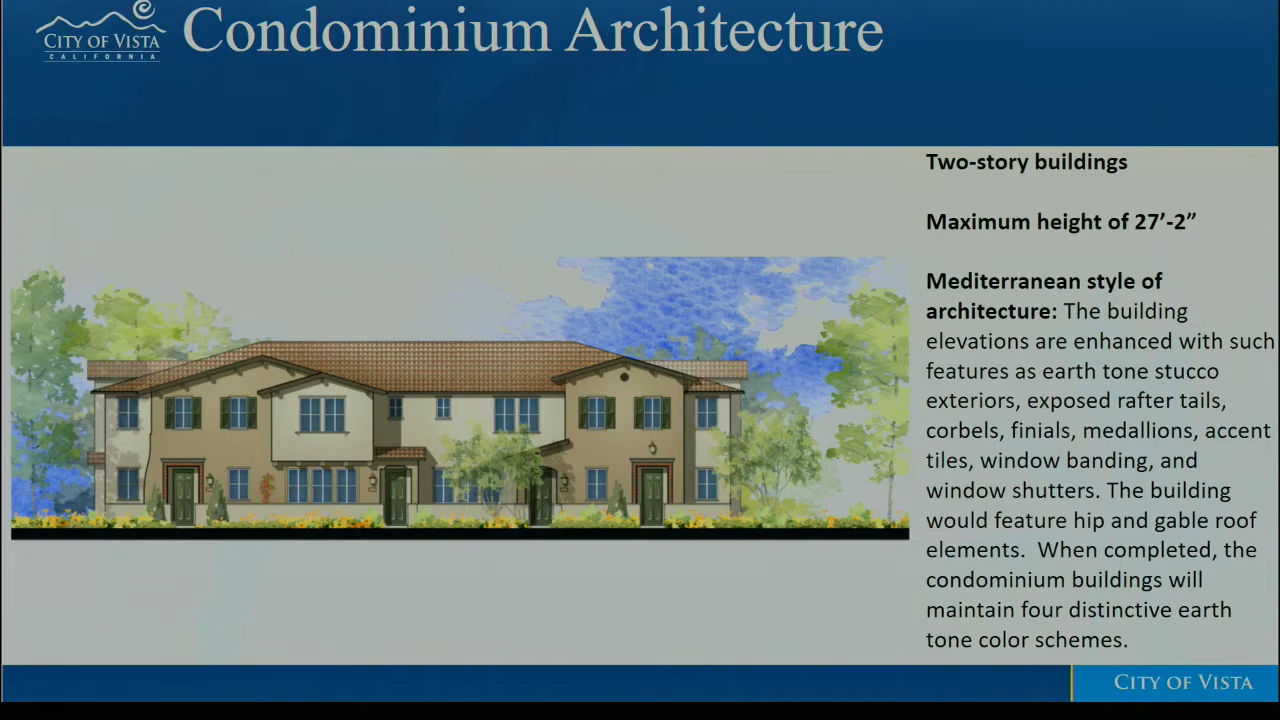 CITY OF VISTA
CALIFORNIA
Condominium Architecture
Two-story buildings
Maximum height of 27’-2”
Mediterranean style of
architecture: The building
elevations are enhanced with such
features as earth tone stucco
exteriors, exposed rafter tails,
corbels, finials, medallions, accent
tiles, window banding, and
window shutters. The building
would feature hip and gable roof
elements.  When completed, the
condominium buildings will
maintain four distinctive earth
tone color schemes.
CITY OF VISTA